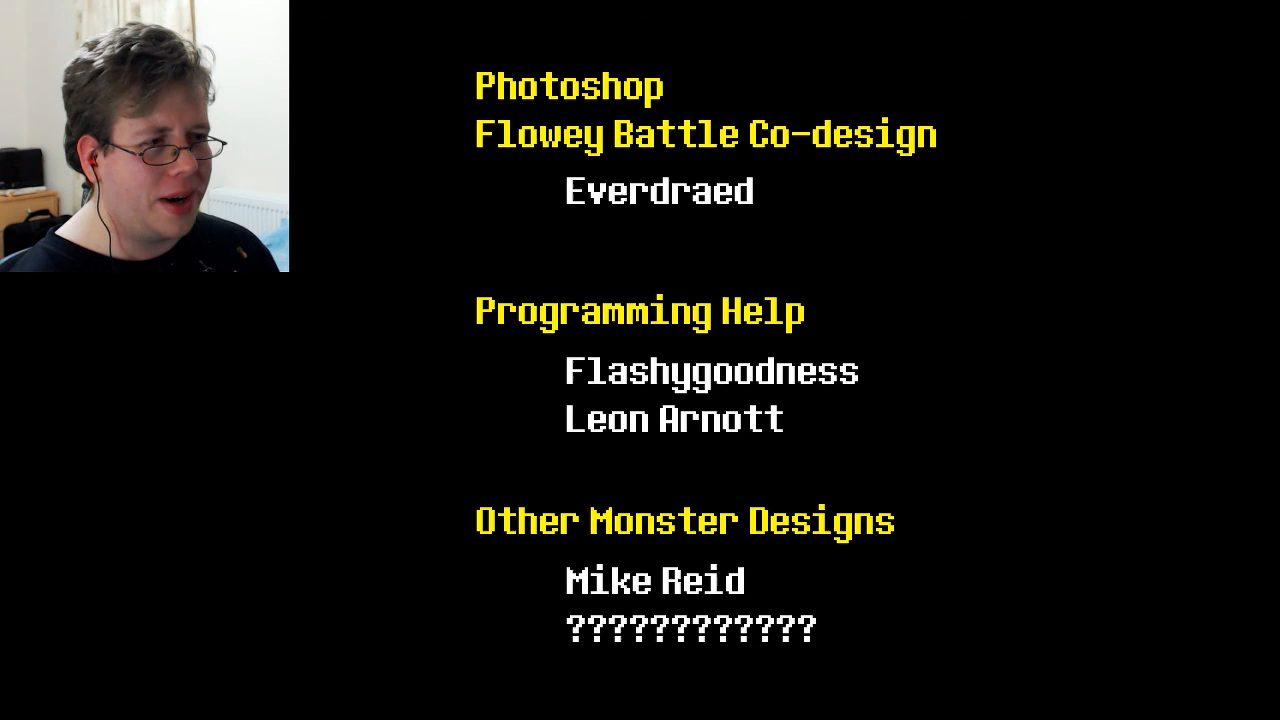 Photoshop
Flowey Battle Co-design
Everdraed
Programming Help
Flashygoodness
Leon Arnott
Other Monster Designs
Mike Reid
????????????